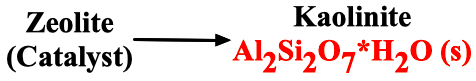 Zeolite
(Catalyst)
Kaolinite
Al₂Si₂O₇*H₂O (s)